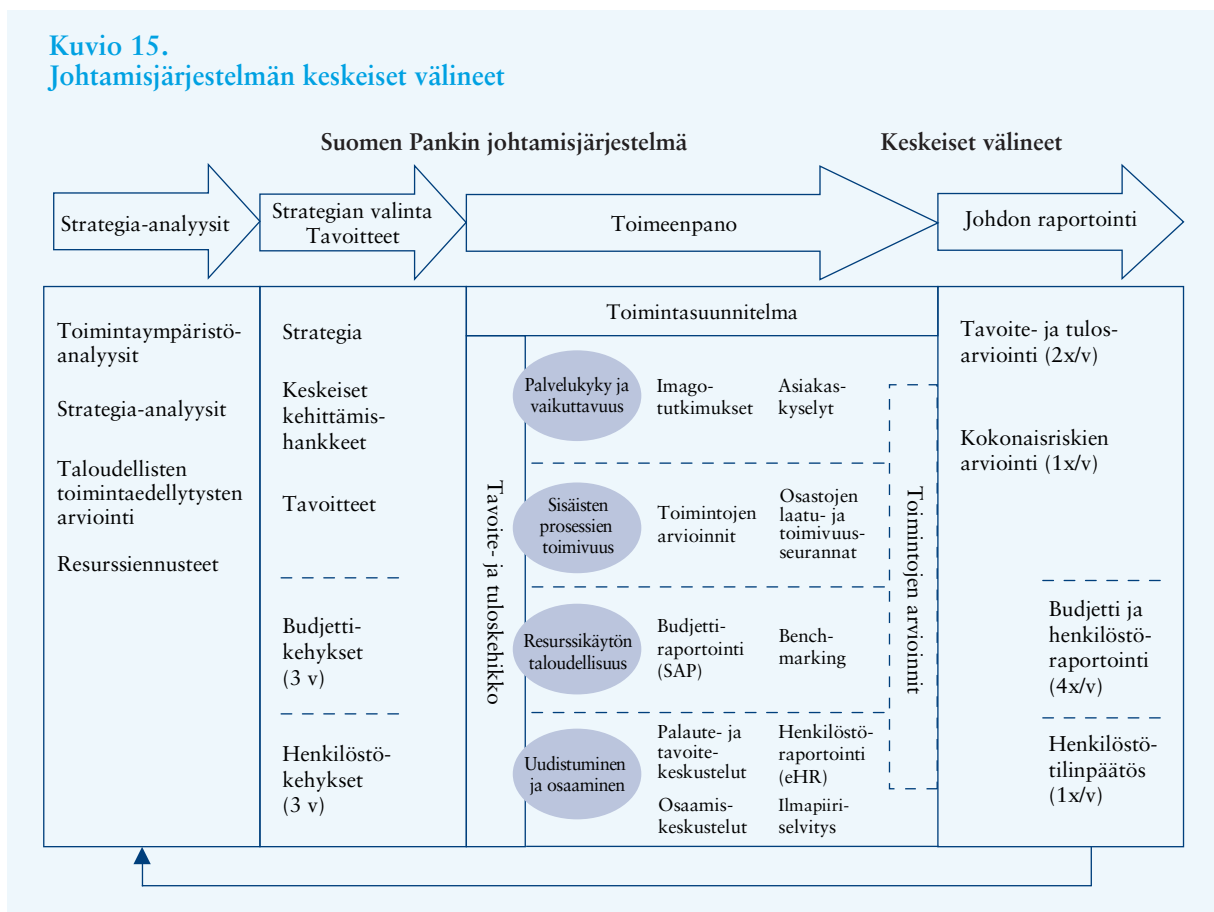 Kuvio 15.
Johtamisjärjestelmän keskeiset välineet
Suomen Pankin johtamisjärjestelmä
Keskeiset välineet
Strategia-analyysit
Strategian valinta
Tavoitteet
Toimeenpano
Johdon raportointi
Toimintaympäristö-
analyysit
Strategia-analyysit
Taloudellisten
toimintaedellytysten
arviointi
Resurssiennusteet
Strategia
Keskeiset
kehittämis-
hankkeet
Tavoitteet
Budjetti-
kehykset
(3 v)
Henkilöstö-
kehykset
(3 v)
Toimintasuunnitelma
Tavoite- ja tuloskehikko
Palvelukyky ja
vaikuttavuus
Imago-
tutkimukset
Asiakas-
kyselyt
Sisäisten
prosessien
toimivuus
Toimintojen
arvioinnit
Osastojen
laatu- ja
toimivuus-
seurannat
Resurssikäytön
taloudellisuus
Budjetti-
raportointi
(SAP)
Bench-
marking
Uudistuminen
ja osaaminen
Palaute- ja
tavoite-
keskustelut
Henkilöstö-
raportointi
(eHR)
Osaamis-
keskustelut
Ilmapiiri-
selvitys
Toimintojen arvioinnit
Tavoite- ja tulos-
arviointi (2x/v)
Kokonaisriskien
arviointi (1x/v)
Budjetti ja
henkilöstö-
raportointi
(4x/v)
Henkilöstö-
tilinpäätös
(1x/v)